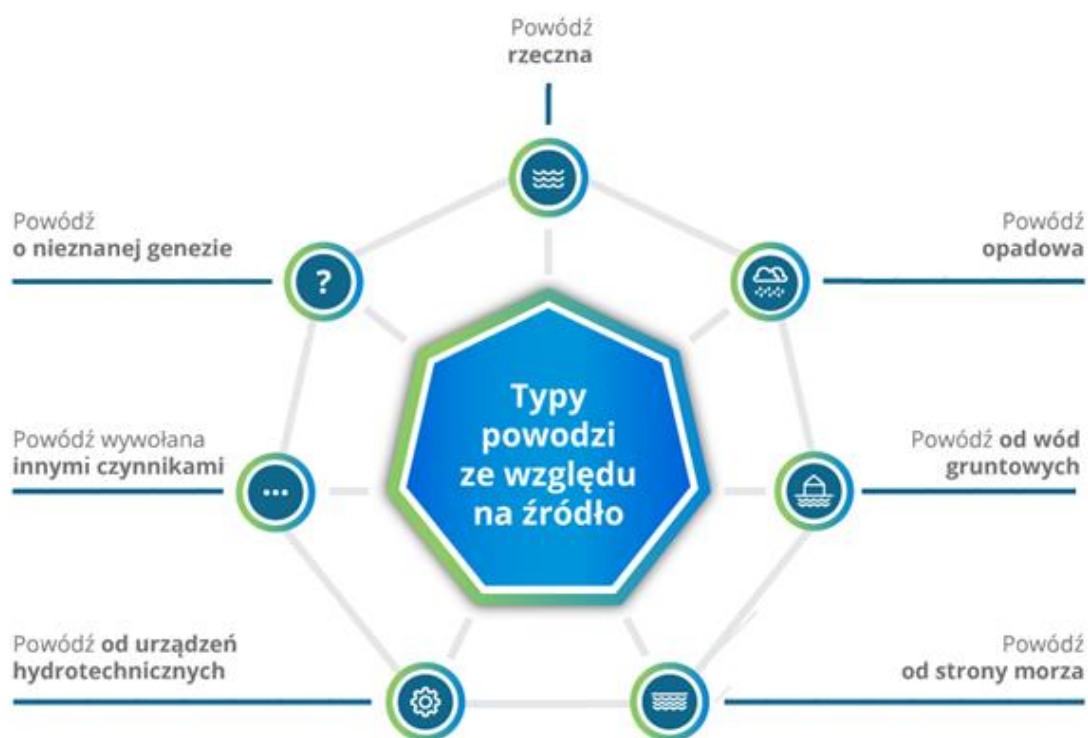 Powódź
rzeczna
Powódź
o nieznanej genezie
Powódź
opadowa
?
Typy
powodzi
ze względu
na źródło
Powódź wywołana
innymi czynnikami
Powódź od wód
gruntowych
...
Powódź od urządzeń
hydrotechnicznych
Powódź
od strony morza